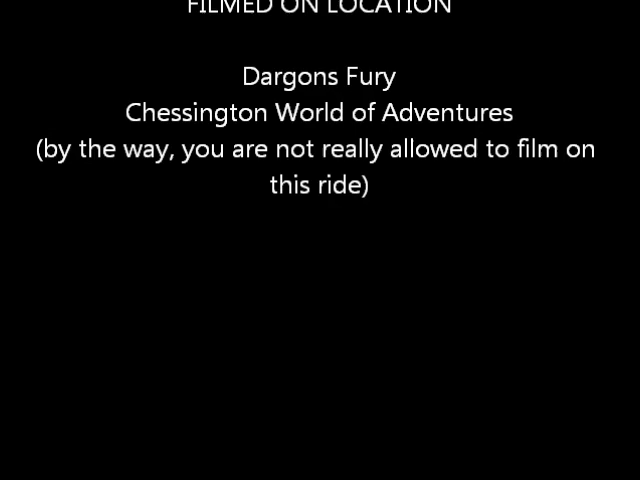 FILMED ON LOCATION
Dargons Fury
Chessington World of Adventures
(by the way, you are not really allowed to film on
this ride)